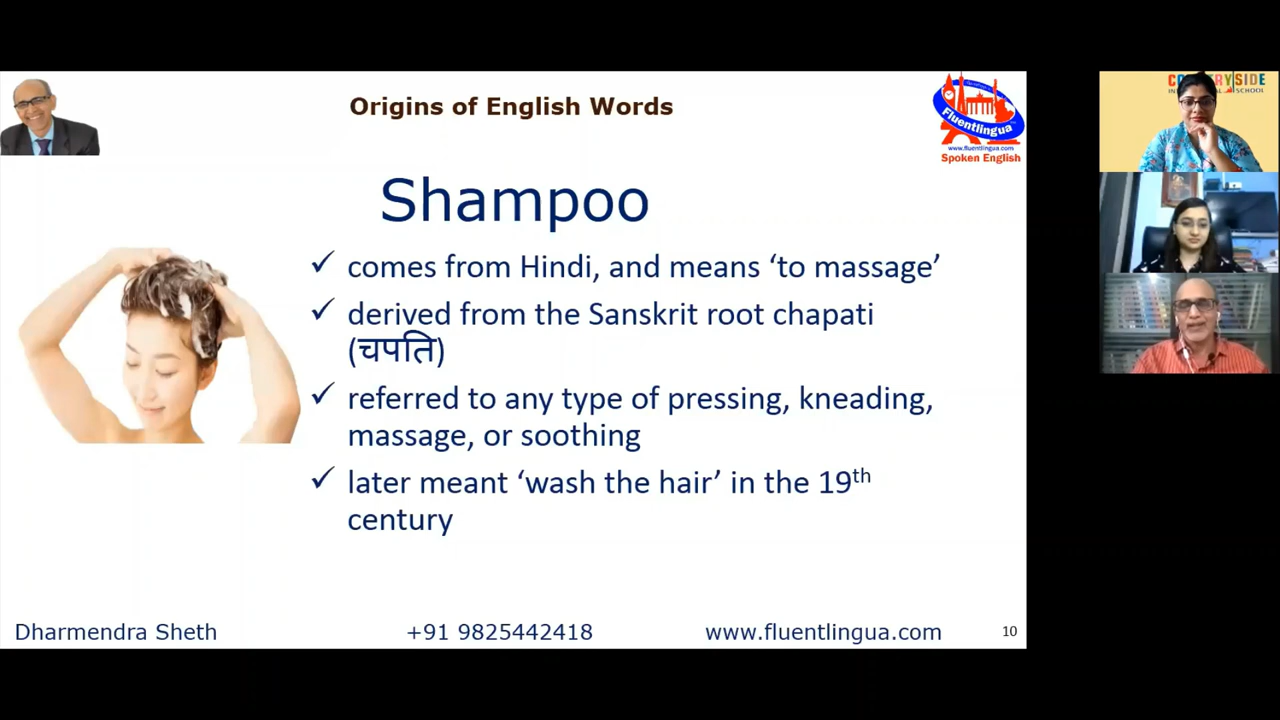 Origins of English Words
Fluentlingua
www.fluentlingua.com
Spoken English
Shampoo
✓ comes from Hindi, and means ‘to massage’
✓ derived from the Sanskrit root chapati
(चपति)
✓ referred to any type of pressing, kneading,
massage, or soothing
✓ later meant ‘wash the hair’ in the 19th
century
Dharmendra Sheth
+91 9825442418
www.fluentlingua.com
10
SCHOOL